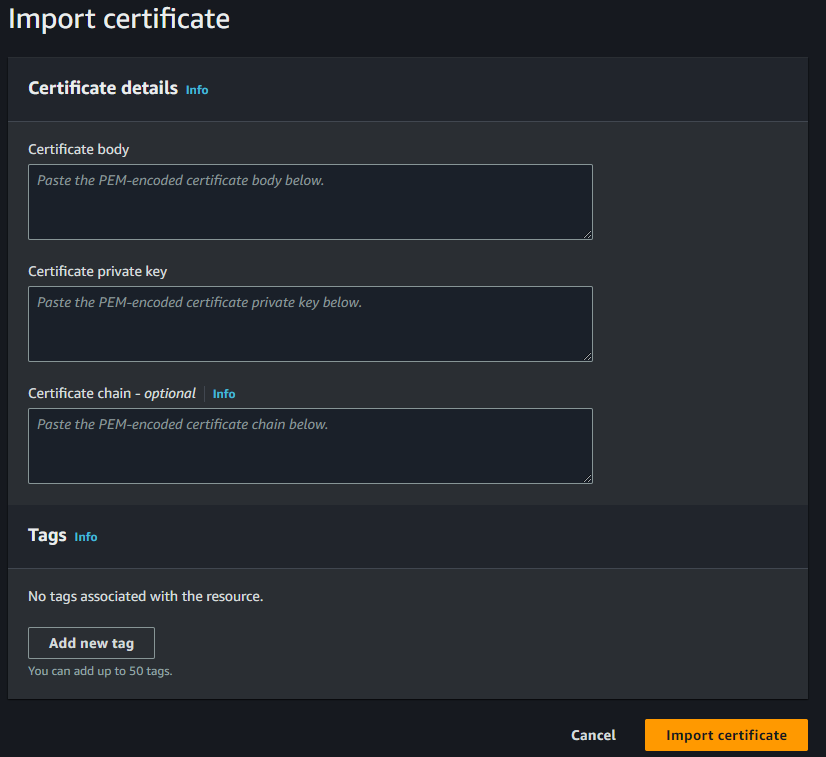 Import certificate
Certificate details Info
Certificate body
Paste the PEM-encoded certificate body below.
Certificate private key
Paste the PEM-encoded certificate private key below.
Certificate chain - optional Info
Paste the PEM-encoded certificate chain below.
Tags Info
No tags associated with the resource.
Add new tag
You can add up to 50 tags.
Cancel Import certificate